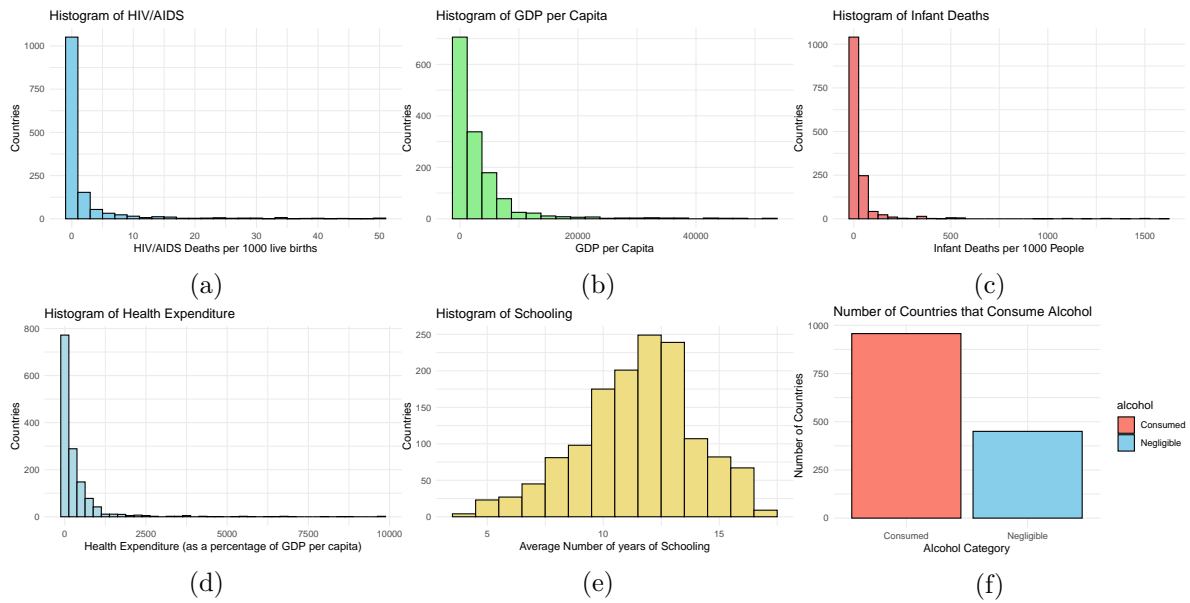 Histogram of HIV/AIDS
Countries
1000
750
500
250
0
0 10 20 30 40 50
HIV/AIDS Deaths per 1000 live births
(a)
Histogram of GDP per Capita
Countries
600
400
200
0
0 20000 40000
GDP per Capita
(b)
Histogram of Infant Deaths
Countries
1000
750
500
250
0
0 500 1000 1500
Infant Deaths per 1000 People
(c)
Histogram of Health Expenditure
Countries
800
600
400
200
0
0 2500 5000 7500 10000
Health Expenditure (as a percentage of GDP per capita)
(d)
Histogram of Schooling
Countries
250
200
150
100
50
0
5 10 15
Average Number of years of Schooling
(e)
Number of Countries that Consume Alcohol
Number of Countries
1000
750
500
250
0
Consumed Negligible
Alcohol Category
alcohol
Consumed
Negligible
(f)